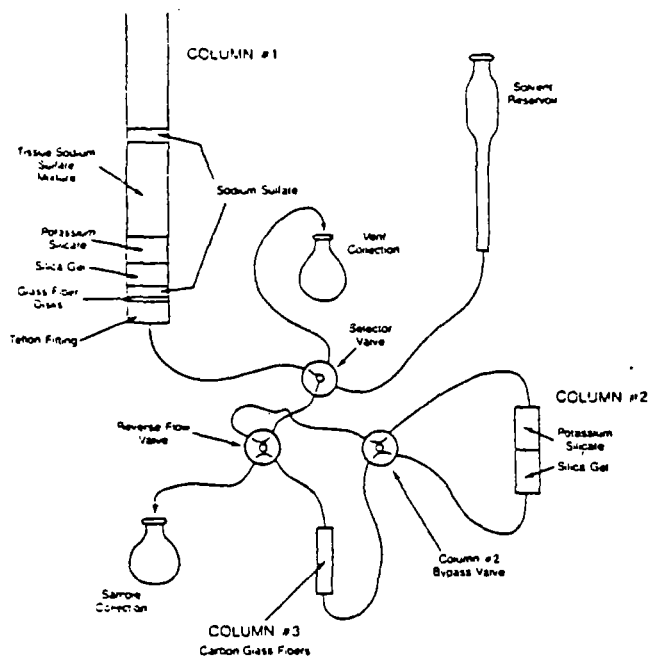 COLUMN #1
Solvent
Reservoir
Tissue Sodium
Sulfate
Mixture
Sodium Sulfate
Potassium
Silicate
Silica Gel
Glass Fiber
Disks
Teflon Fitting
Vent
Collection
Selector
Valve
COLUMN #2
Reverse Flow
Valve
Potassium
Silicate
Silica Gel
Column #2
Bypass Valve
Sample
Collection
COLUMN #3
Carbon Glass Fibers